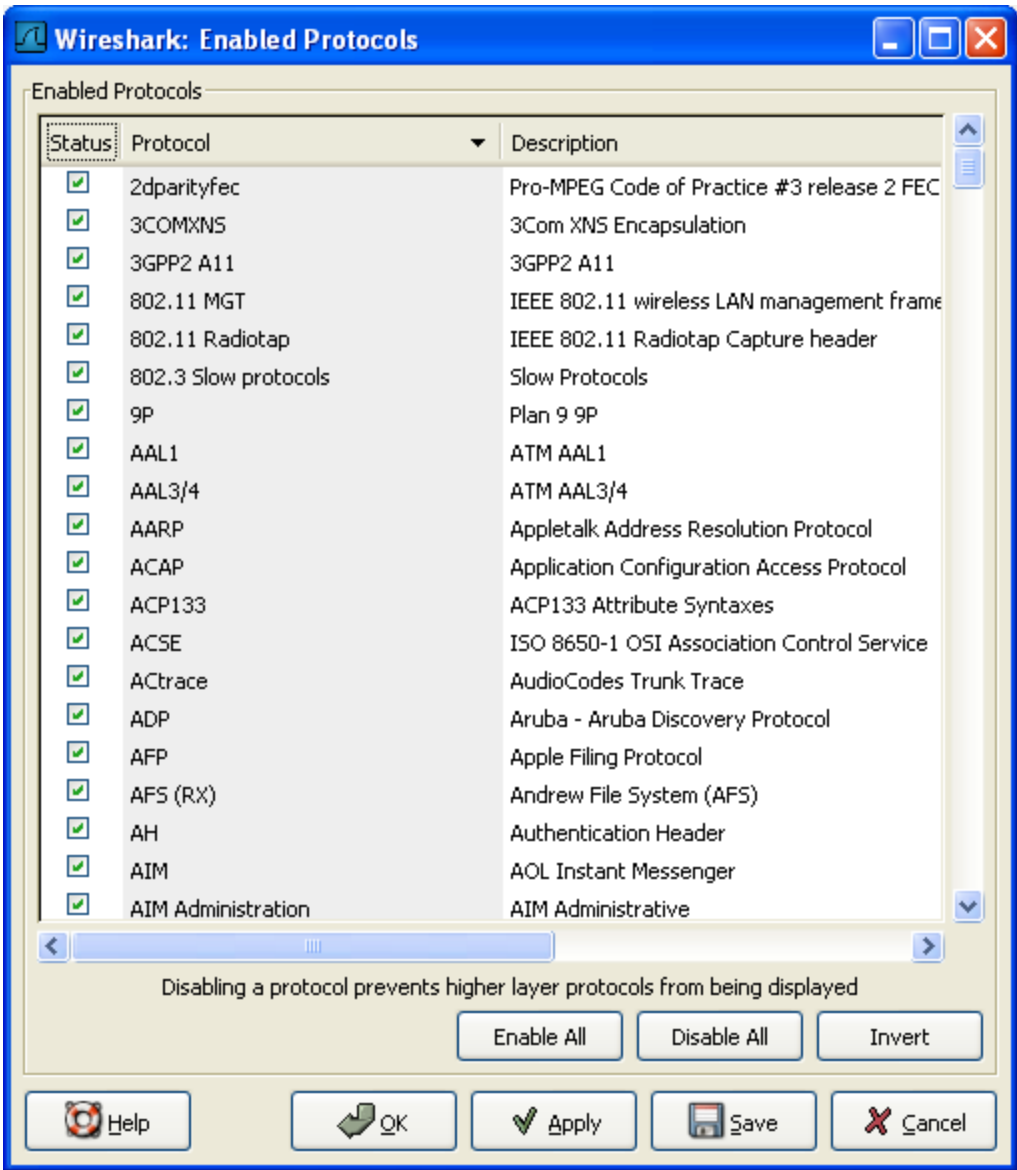 Wireshark: Enabled Protocols
Enabled Protocols
Status Protocol Description
2dparityfec Pro-MPEG Code of Practice #3 release 2 FEC
3COMXNS 3Com XNS Encapsulation
3GPP2 A11 3GPP2 A11
802.11 MGT IEEE 802.11 wireless LAN management frame
802.11 Radiotap IEEE 802.11 Radiotap Capture header
802.3 Slow protocols Slow Protocols
9P Plan 9 9P
AAL1 ATM AAL1
AAL3/4 ATM AAL3/4
AARP Appletalk Address Resolution Protocol
ACAP Application Configuration Access Protocol
ACP133 ACP133 Attribute Syntaxes
ACSE ISO 8650-1 OSI Association Control Service
ACtrace AudioCodes Trunk Trace
ADP Aruba - Aruba Discovery Protocol
AFP Apple Filing Protocol
AFS (RX) Andrew File System (AFS)
AH Authentication Header
AIM AOL Instant Messenger
AIM Administration AIM Administrative
Disabling a protocol prevents higher layer protocols from being displayed
Enable All Disable All Invert
Help OK Apply Save Cancel